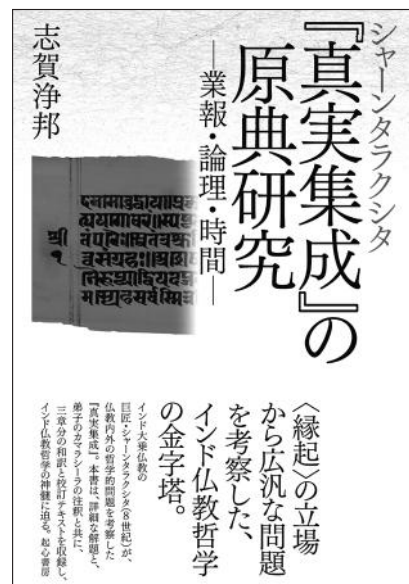 シャーンタラクシタ
『真実集成』の
原典研究
―業報・論理・時間―
志賀浄邦
श्री
१
〈縁起〉の立場
から広汎な問題
を考察した、
インド仏教哲学
の金字塔。
インド大乗仏教の
巨匠・シャーンタラクシタ(8世紀)が、
仏教内外の哲学的問題を考察した
『真実集成』。本書は、詳細な解題と、
弟子のカマラシーラの注釈と共に、
三章分の和訳と校訂テキストを収録し、
インド仏教哲学の神髄に迫る。起心書房